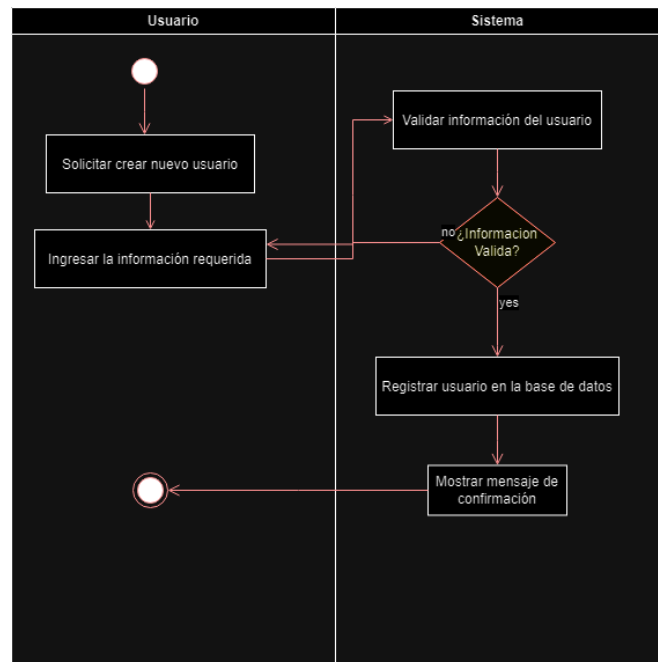 Usuario
Sistema
Validar información del usuario
Solicitar crear nuevo usuario
no
¿Informacion
Valida?
Ingresar la información requerida
yes
Registrar usuario en la base de datos
Mostrar mensaje de
confirmación